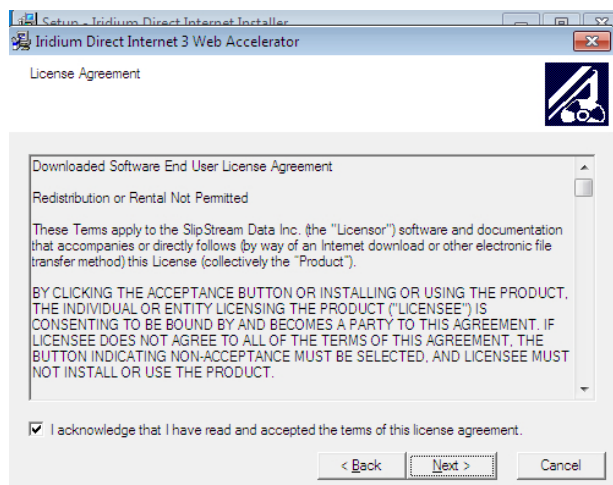 Setup - Iridium Direct Internet Installer
Iridium Direct Internet 3 Web Accelerator
License Agreement
Downloaded Software End User License Agreement
Redistribution or Rental Not Permitted
These Terms apply to the SlipStream Data Inc. (the "Licensor") software and documentation
that accompanies or directly follows (by way of an Internet download or other electronic file
transfer method) this License (collectively the "Product").
BY CLICKING THE ACCEPTANCE BUTTON OR INSTALLING OR USING THE PRODUCT,
THE INDIVIDUAL OR ENTITY LICENSING THE PRODUCT ("LICENSEE") IS
CONSENTING TO BE BOUND BY AND BECOMES A PARTY TO THIS AGREEMENT. IF
LICENSEE DOES NOT AGREE TO ALL OF THE TERMS OF THIS AGREEMENT, THE
BUTTON INDICATING NON-ACCEPTANCE MUST BE SELECTED, AND LICENSEE MUST
NOT INSTALL OR USE THE PRODUCT.
I acknowledge that I have read and accepted the terms of this license agreement.
< Back Next > Cancel